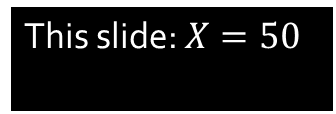 This slide: X = 50